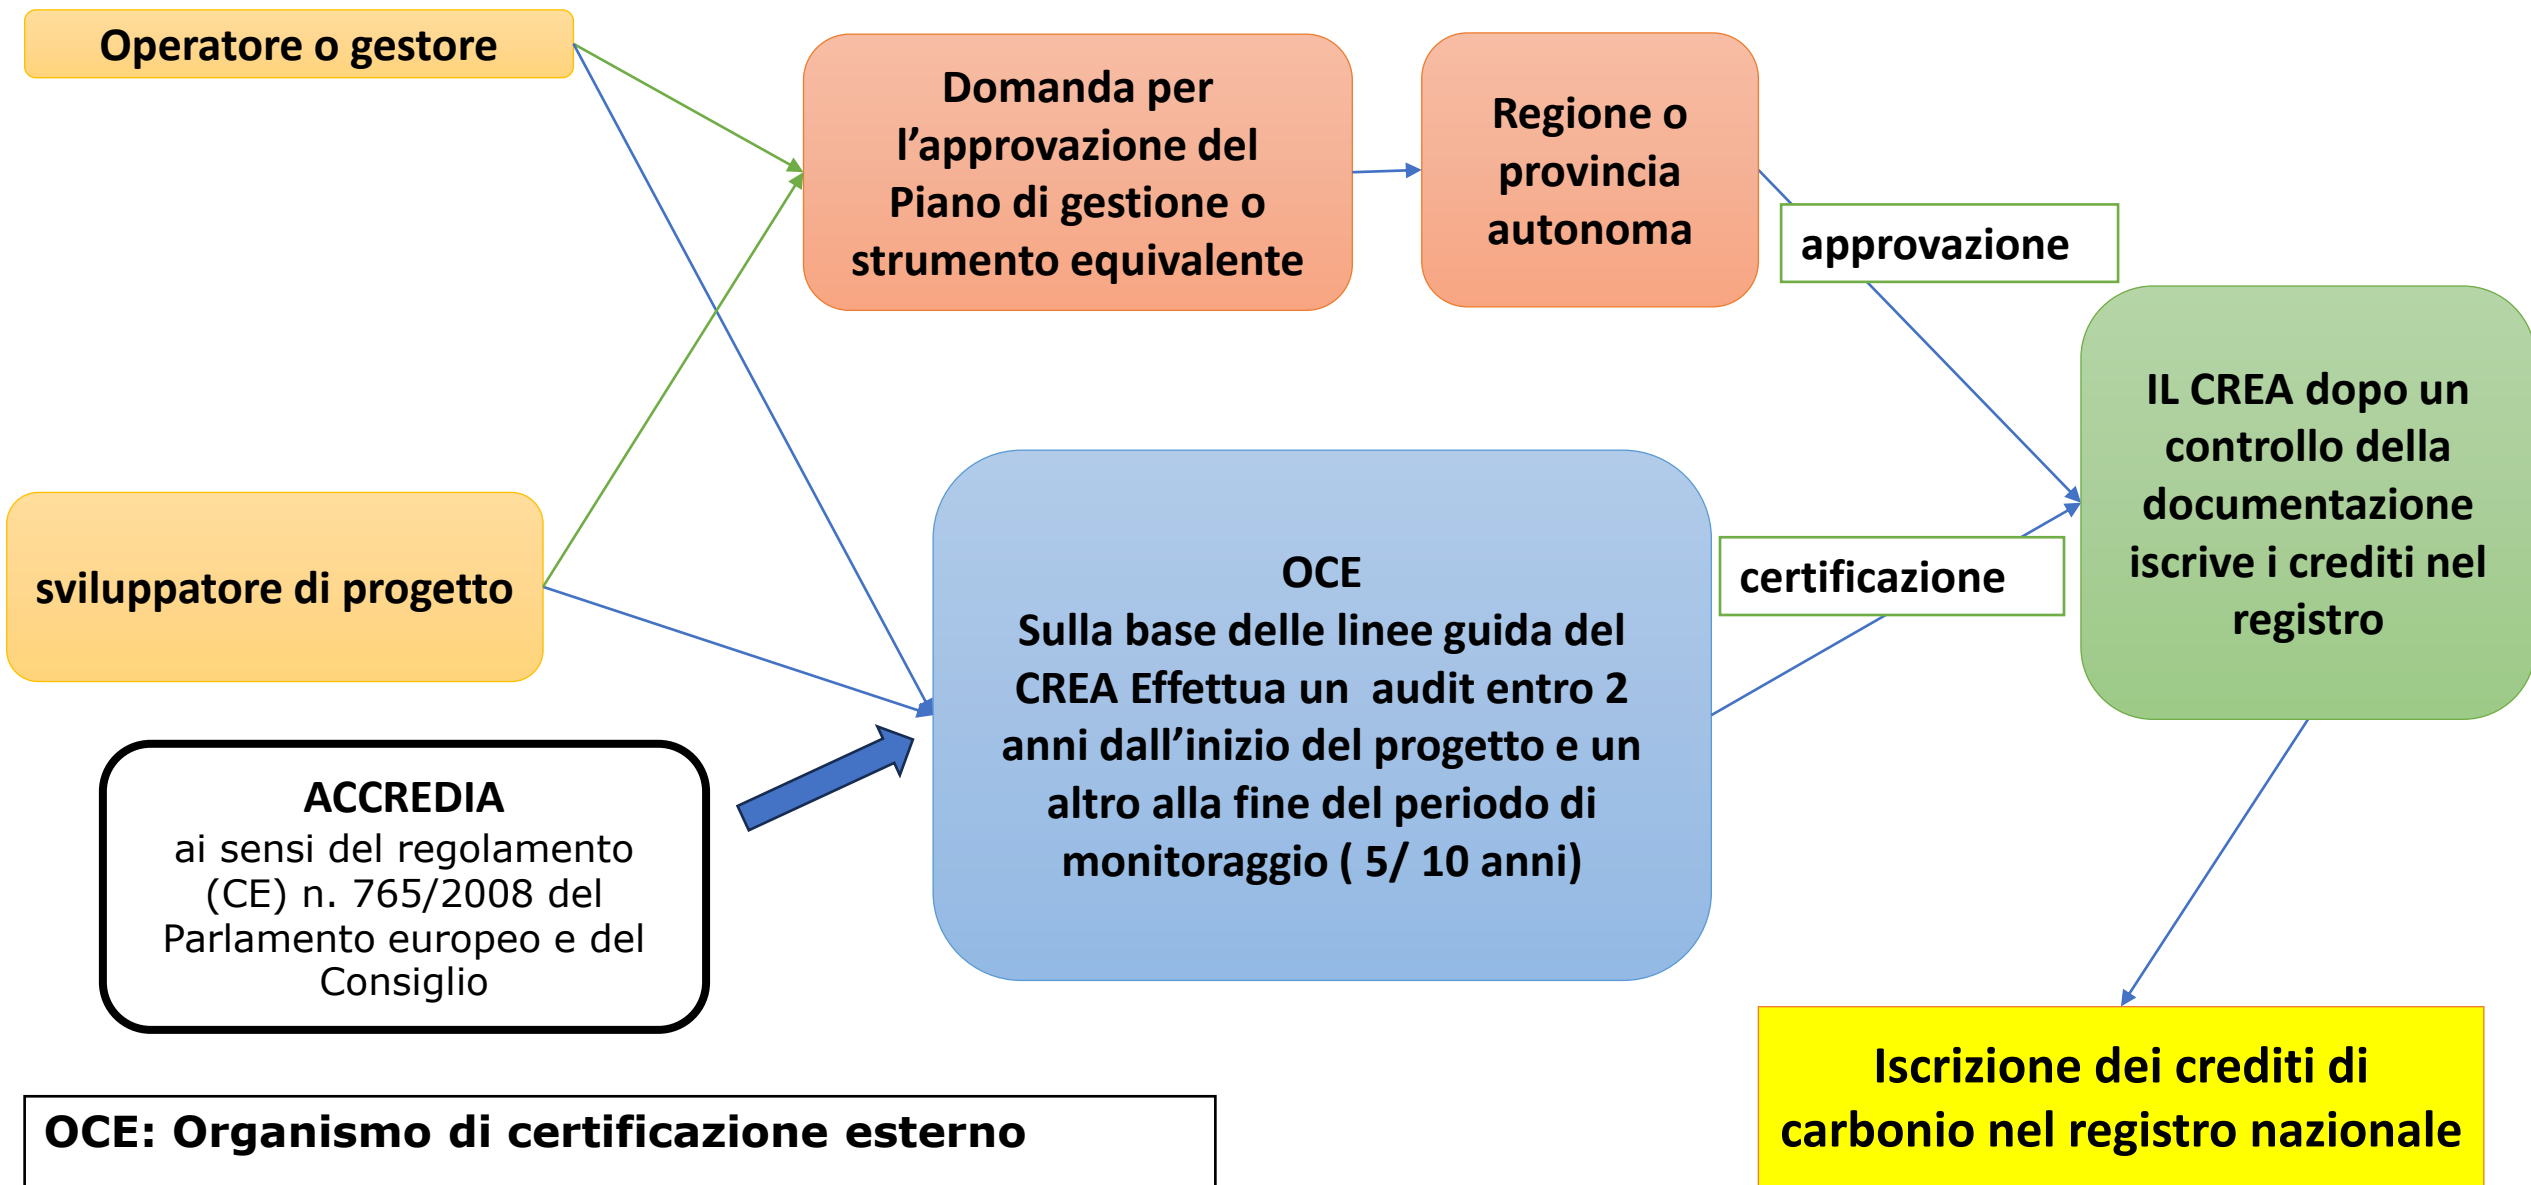 Operatore o gestore
Domanda per
l’approvazione del
Piano di gestione o
strumento equivalente
Regione o
provincia
autonoma
approvazione
IL CREA dopo un
controllo della
documentazione
iscrive i crediti nel
registro
sviluppatore di progetto
OCE
Sulla base delle linee guida del
CREA Effettua un  audit entro 2
anni dall’inizio del progetto e un
altro alla fine del periodo di
monitoraggio ( 5/ 10 anni)
certificazione
ACCREDIA
ai sensi del regolamento
(CE) n. 765/2008 del
Parlamento europeo e del
Consiglio
Iscrizione dei crediti di
carbonio nel registro nazionale
OCE: Organismo di certificazione esterno